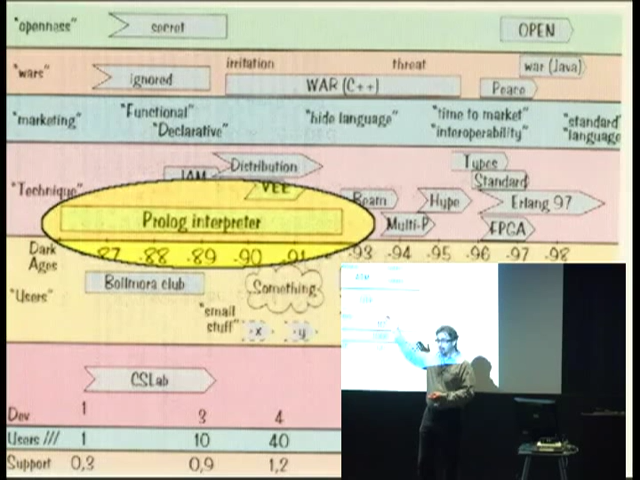 "openness" secret OPEN
irritation threat war (Java)
"wars" ignored WAR (C++) Peace
"Functional" "hide language" "time to market" "standard
"marketing" "Declarative" "interoperability" "language
Distribution Types
JAM VEE Standard
"Technique" Beam Hype Erlang 97
Prolog interpreter Multi-P FPGA
Dark Ages -87 -88 -89 -90 -91 -93 -94 -95 -96 -97 -98
Bollmora club Something
"Users" "small stuff" x y
CSLab
Dev 1 3 4
Users /// 1 10 40
Support 0,3 0,9 1,2